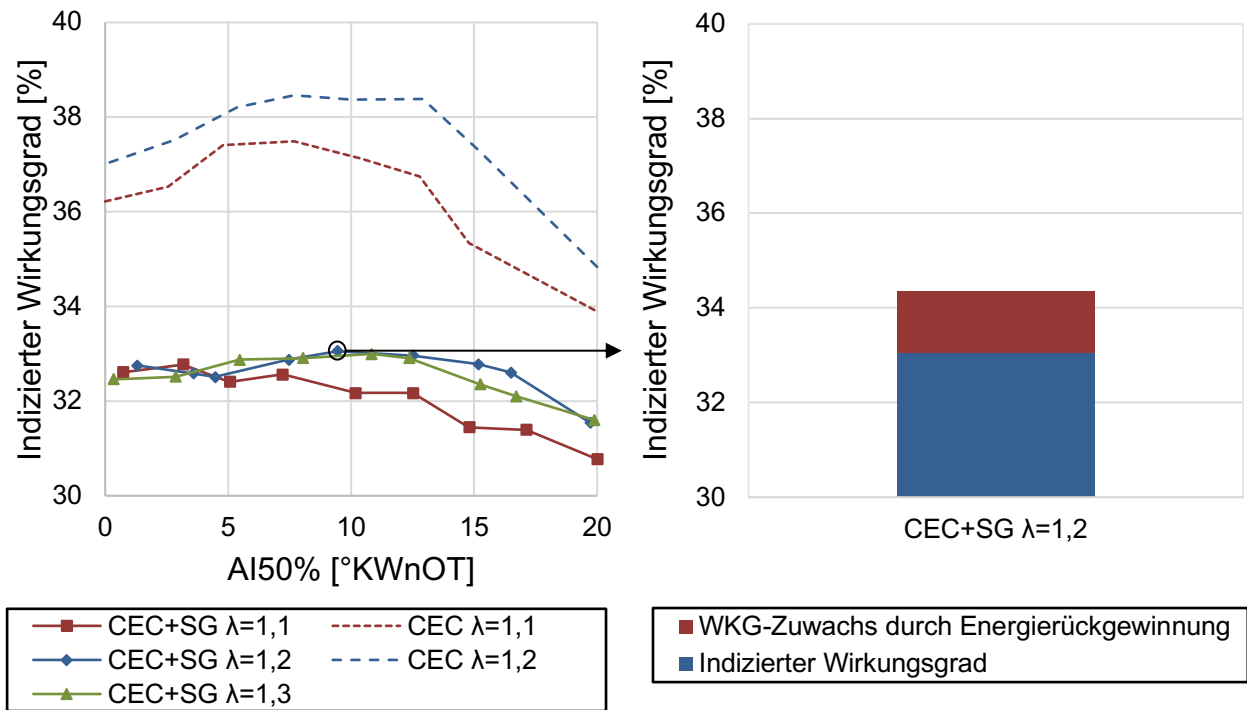 Indizierter Wirkungsgrad [%]
40
38
36
34
32
30
0 5 10 15 20
AI50% [°KWnOT]
CEC+SG λ=1,1
CEC λ=1,1
CEC+SG λ=1,2
CEC λ=1,2
CEC+SG λ=1,3
Indizierter Wirkungsgrad [%]
40
38
36
34
32
30
CEC+SG λ=1,2
WKG-Zuwachs durch Energierückgewinnung
Indizierter Wirkungsgrad